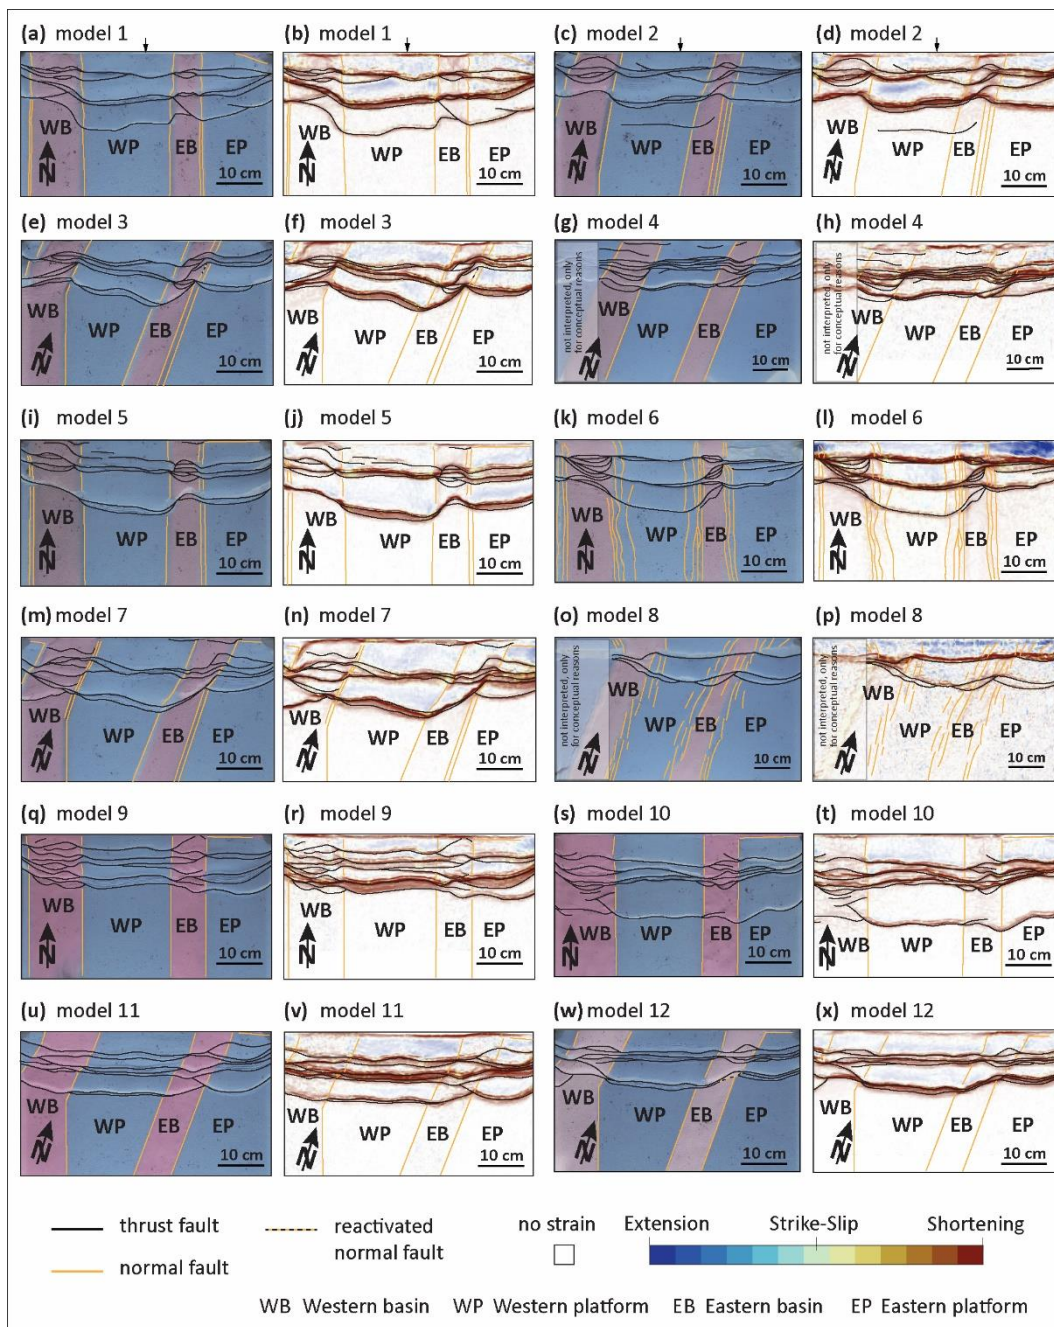 (a) model 1
(b) model 1
(c) model 2
(d) model 2
WB WP EB EP
N
10 cm
WB WP EB EP
N
10 cm
WB WP EB EP
N
10 cm
WB WP EB EP
N
10 cm
(e) model 3
(f) model 3
(g) model 4
(h) model 4
WB WP EB EP
N
10 cm
WB WP EB EP
N
10 cm
not interpreted, only
for conceptual reasons
WB WP EB EP
N
10 cm
not interpreted, only
for conceptual reasons
WB WP EB EP
N
10 cm
(i) model 5
(j) model 5
(k) model 6
(l) model 6
WB WP EB EP
N
10 cm
WB WP EB EP
N
10 cm
WB WP EB EP
N
10 cm
WB WP EB EP
N
10 cm
(m) model 7
(n) model 7
(o) model 8
(p) model 8
WB WP EB EP
N
10 cm
WB WP EB EP
N
10 cm
not interpreted, only
for conceptual reasons
WB WP EB EP
N
10 cm
not interpreted, only
for conceptual reasons
WB WP EB EP
N
10 cm
(q) model 9
(r) model 9
(s) model 10
(t) model 10
WB WP EB EP
N
10 cm
WB WP EB EP
N
10 cm
WB WP EB EP
N
10 cm
WB WP EB EP
N
10 cm
(u) model 11
(v) model 11
(w) model 12
(x) model 12
WB WP EB EP
N
10 cm
WB WP EB EP
N
10 cm
WB WP EB EP
N
10 cm
WB WP EB EP
N
10 cm
thrust fault
normal fault
reactivated
normal fault
no strain
Extension Strike-Slip Shortening
WB Western basin WP Western platform EB Eastern basin EP Eastern platform